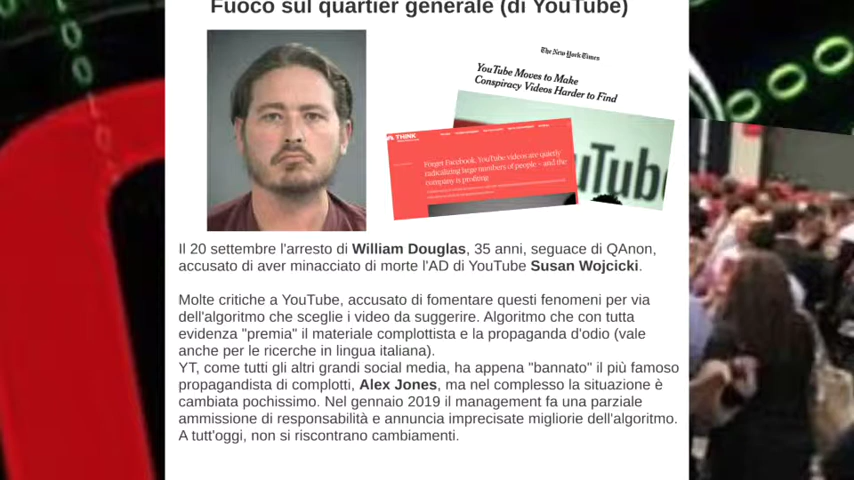 Fuoco sul quartier generale (di YouTube)
The New York Times
YouTube Moves to Make
Conspiracy Videos Harder to Find
THINK
Forget Facebook, YouTube videos are quietly
radicalizing large numbers of people – and the
company is profiting
uTube
Il 20 settembre l'arresto di William Douglas, 35 anni, seguace di QAnon,
accusato di aver minacciato di morte l'AD di YouTube Susan Wojcicki.
Molte critiche a YouTube, accusato di fomentare questi fenomeni per via
dell'algoritmo che sceglie i video da suggerire. Algoritmo che con tutta
evidenza "premia" il materiale complottista e la propaganda d'odio (vale
anche per le ricerche in lingua italiana).
YT, come tutti gli altri grandi social media, ha appena "bannato" il più famoso
propagandista di complotti, Alex Jones, ma nel complesso la situazione è
cambiata pochissimo. Nel gennaio 2019 il management fa una parziale
ammissione di responsabilità e annuncia imprecisate migliorie dell'algoritmo.
A tutt'oggi, non si riscontrano cambiamenti.